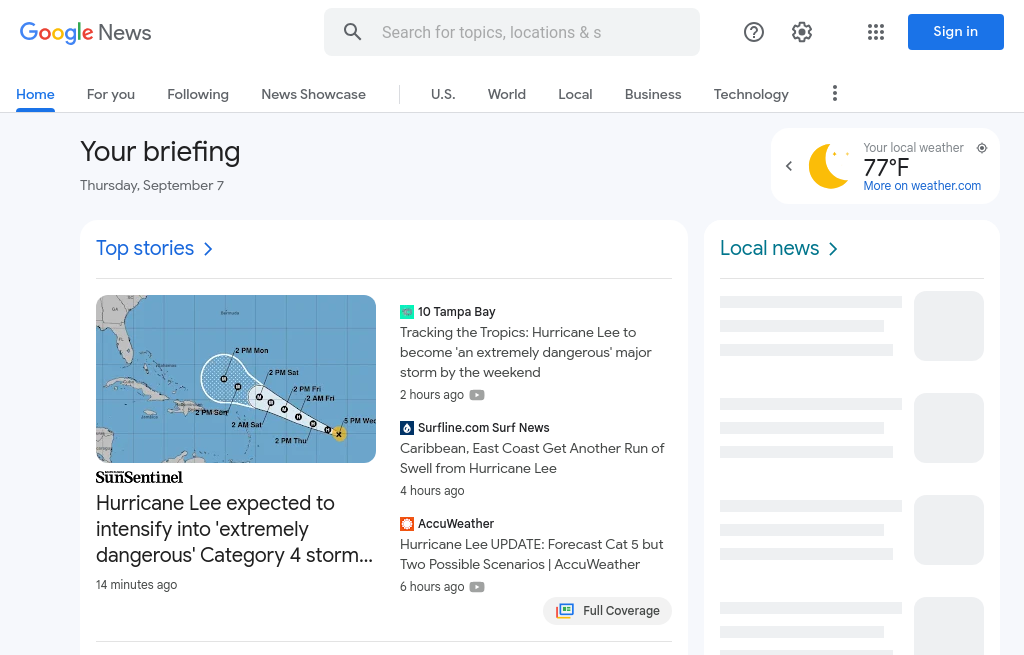 Google News
Search for topics, locations & s
Sign in
Home
For you
Following
News Showcase
U.S.
World
Local
Business
Technology
Your briefing
Thursday, September 7
Your local weather
77°F
More on weather.com
Top stories
Local news
Bermuda
2 PM Mon
2 PM Sat
2 PM Fri
2 AM Fri
2 PM Sun
2 AM Sat
5 PM Wed
2 PM Thu
SunSentinel
Hurricane Lee expected to
intensify into 'extremely
dangerous' Category 4 storm...
14 minutes ago
10 Tampa Bay
Tracking the Tropics: Hurricane Lee to
become 'an extremely dangerous' major
storm by the weekend
2 hours ago
Surfline.com Surf News
Caribbean, East Coast Get Another Run of
Swell from Hurricane Lee
4 hours ago
AccuWeather
Hurricane Lee UPDATE: Forecast Cat 5 but
Two Possible Scenarios | AccuWeather
6 hours ago
Full Coverage